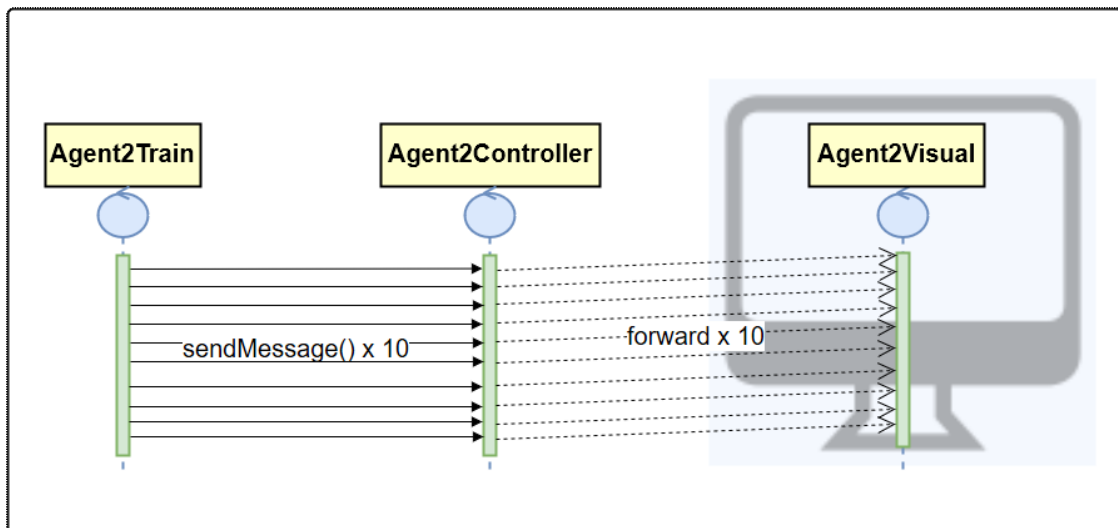 Agent2Train
Agent2Controller
Agent2Visual
sendMessage() x 10
forward x 10